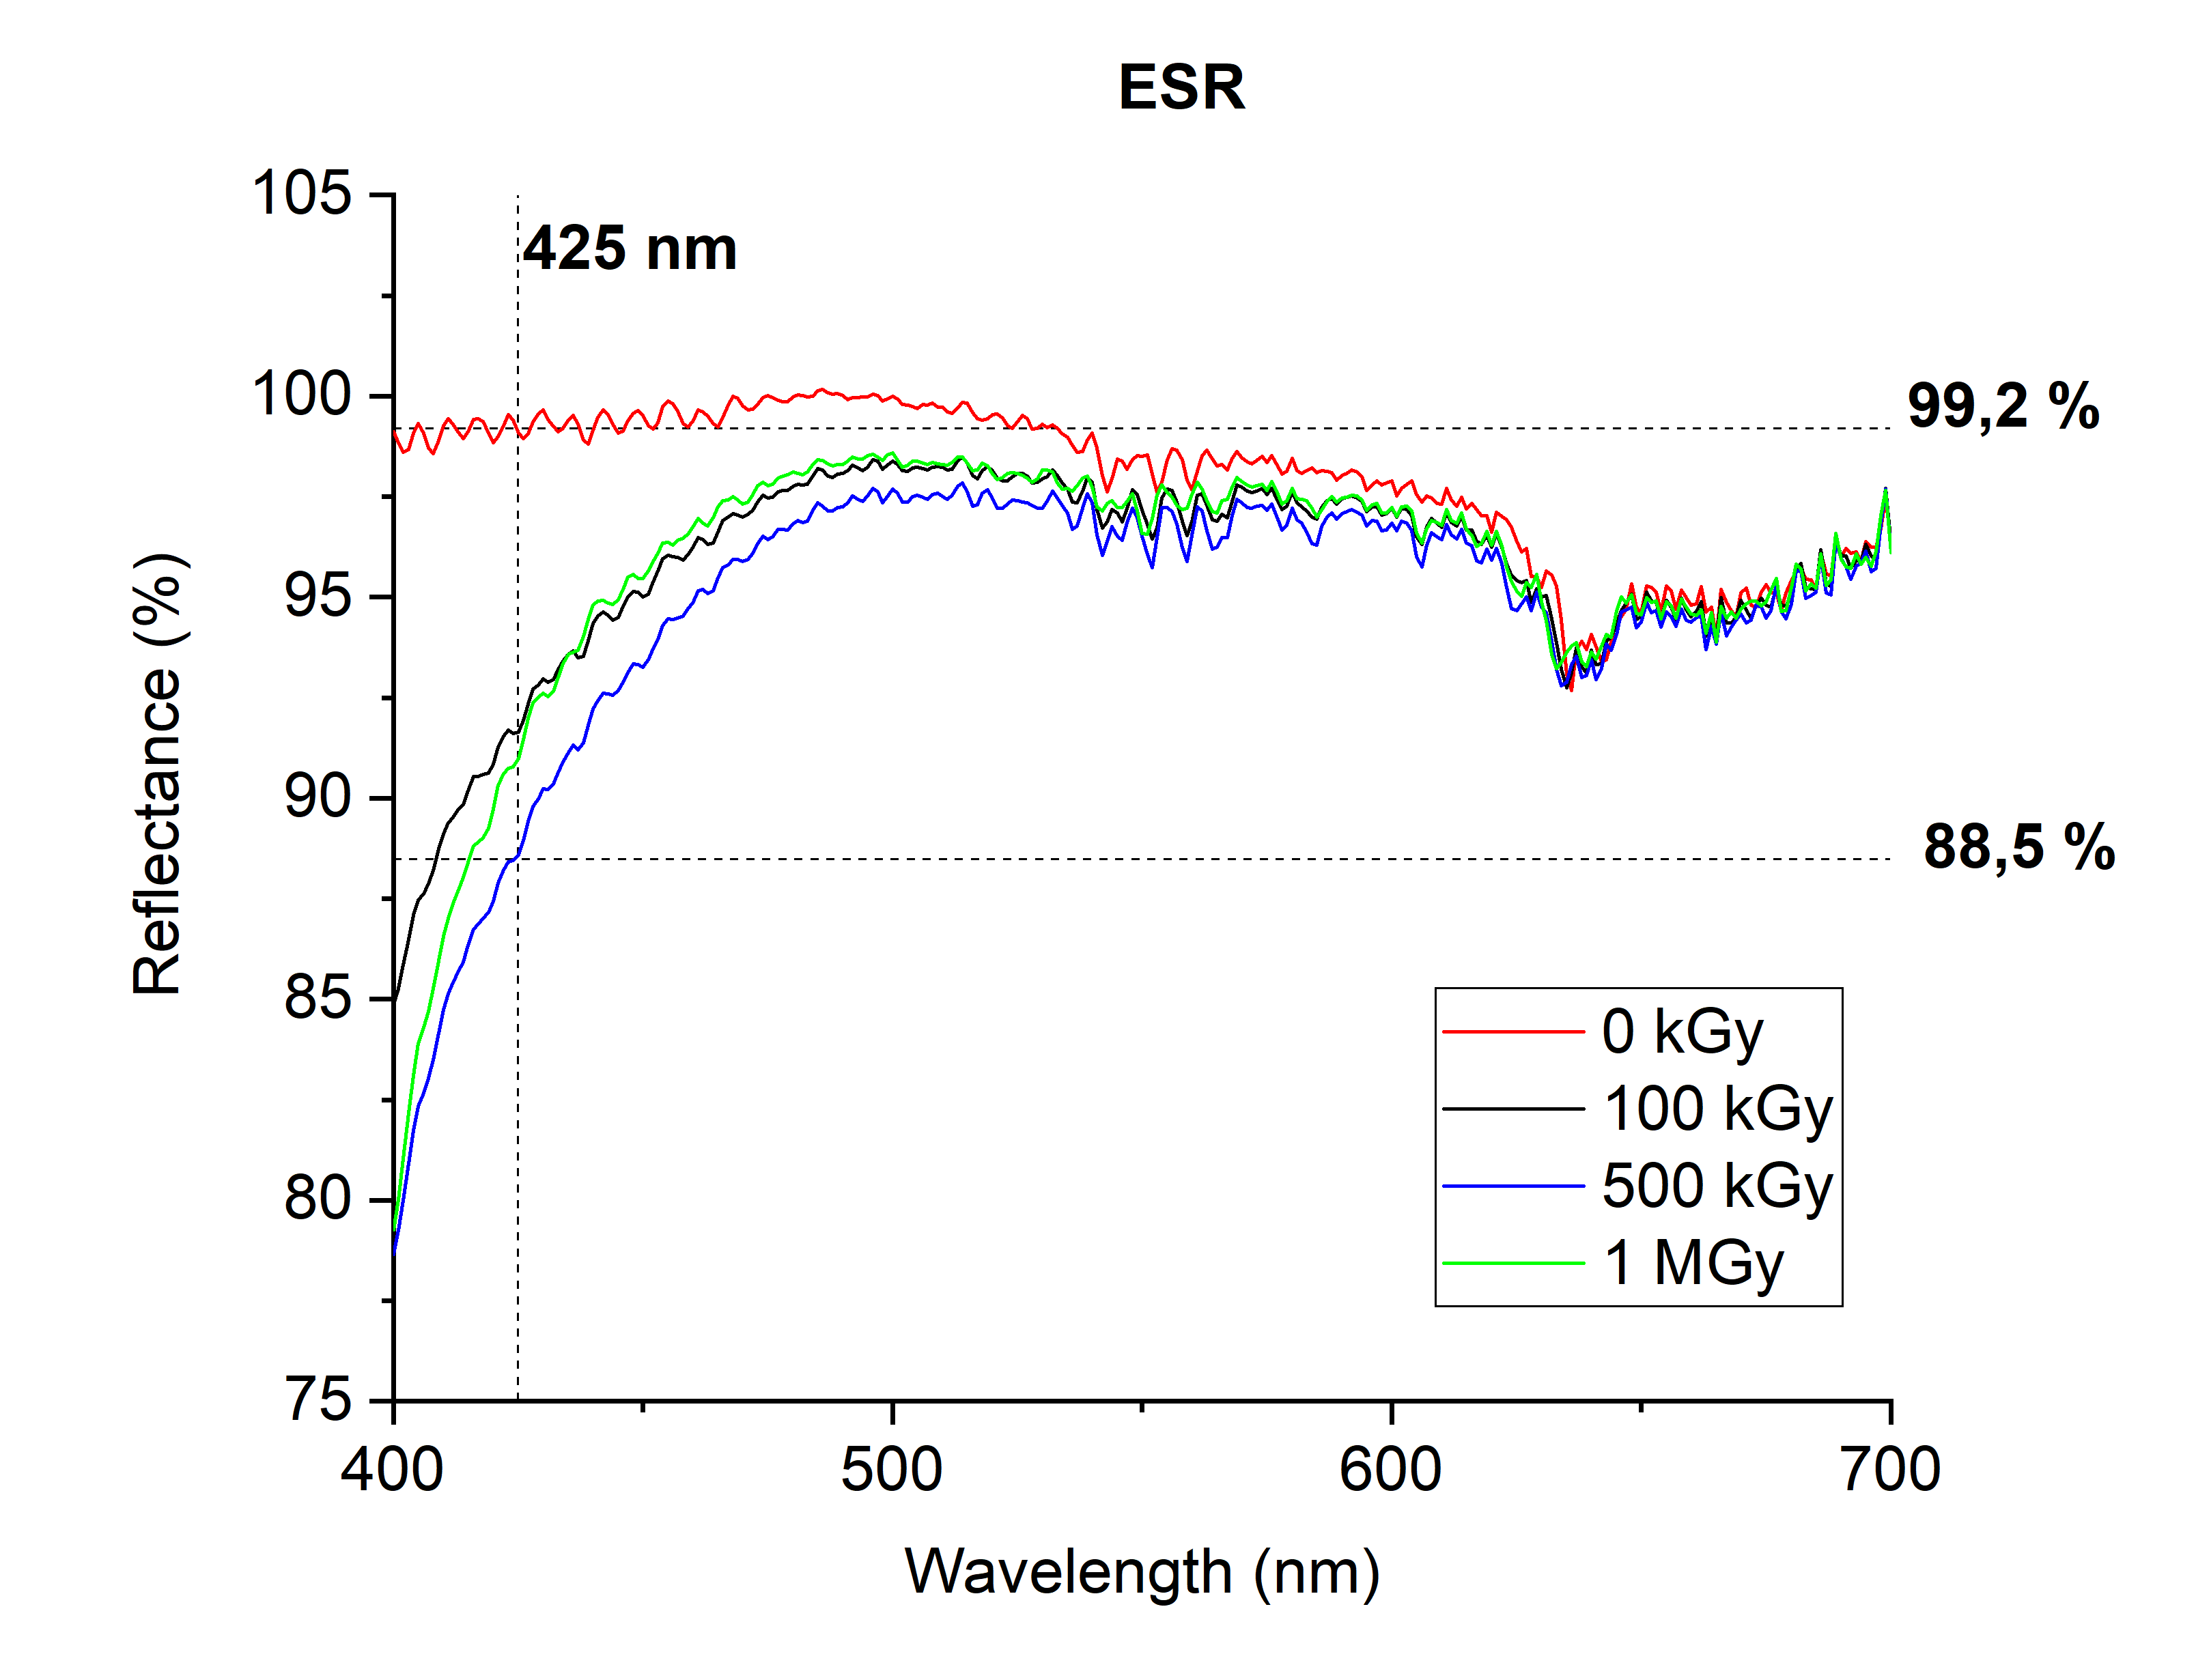 ESR
105
100
95
90
85
80
75
Reflectance (%)
425 nm
99,2 %
88,5 %
0 kGy
100 kGy
500 kGy
1 MGy
400
500
600
700
Wavelength (nm)